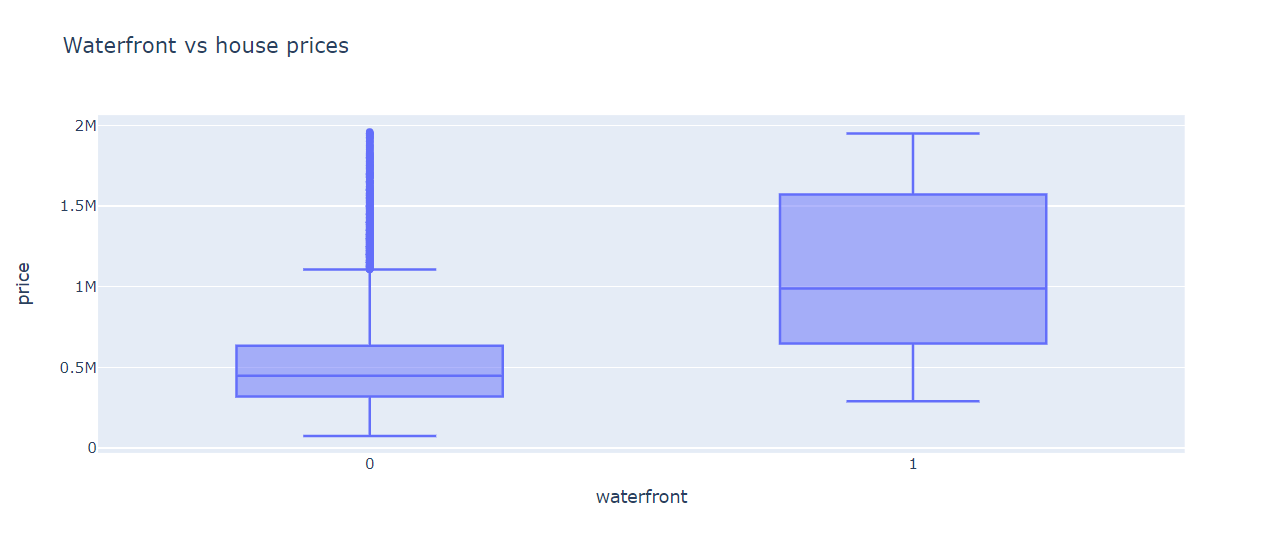 Waterfront vs house prices
2M
1.5M
1M
0.5M
0
price
0
1
waterfront